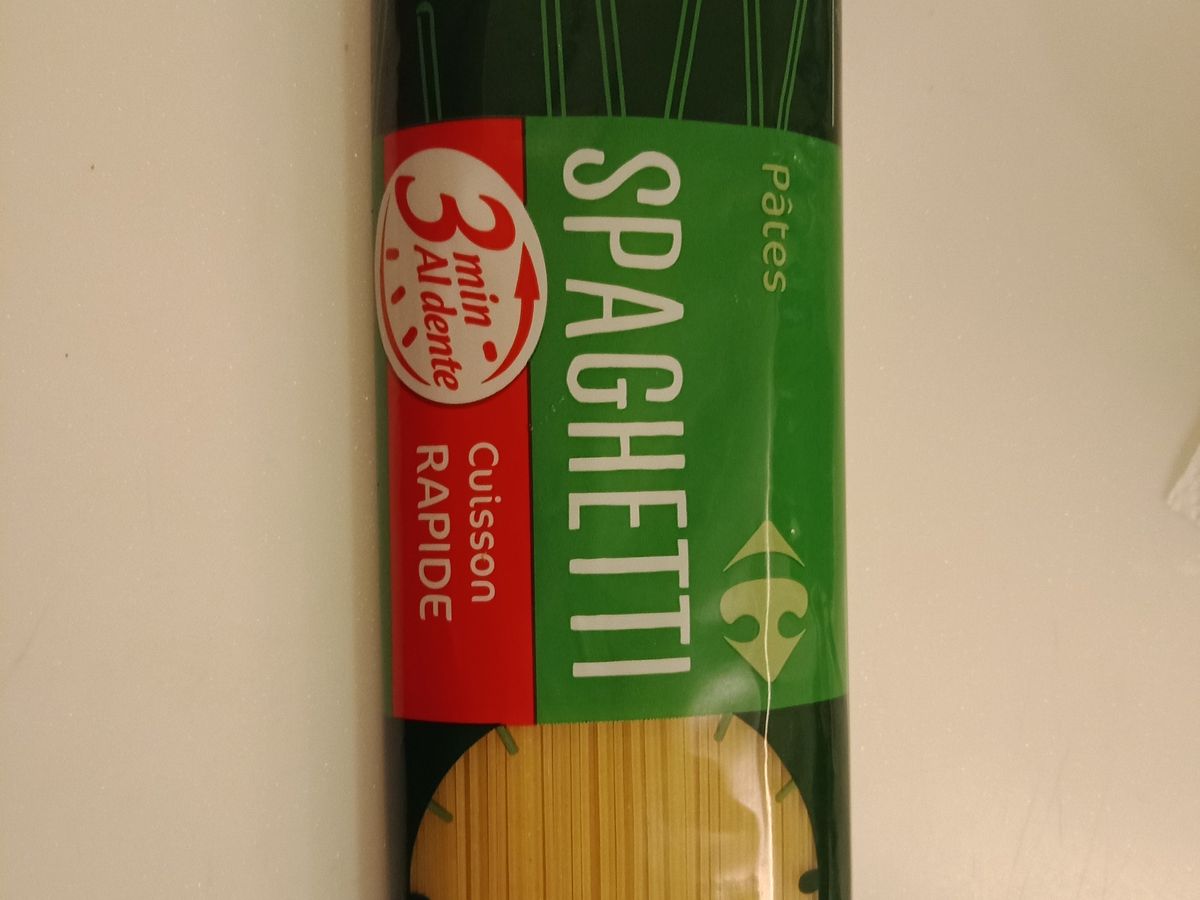 Pâtes
SPAGHETTI
3 min
Al dente
Cuisson
RAPIDE